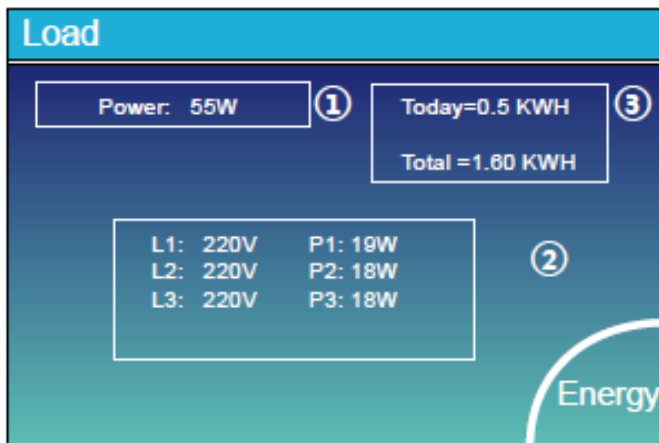 Load
Power: 55W ①
Today=0.5 KWH ③
Total =1.60 KWH
L1: 220V P1: 19W
L2: 220V P2: 18W ②
L3: 220V P3: 18W
Energy